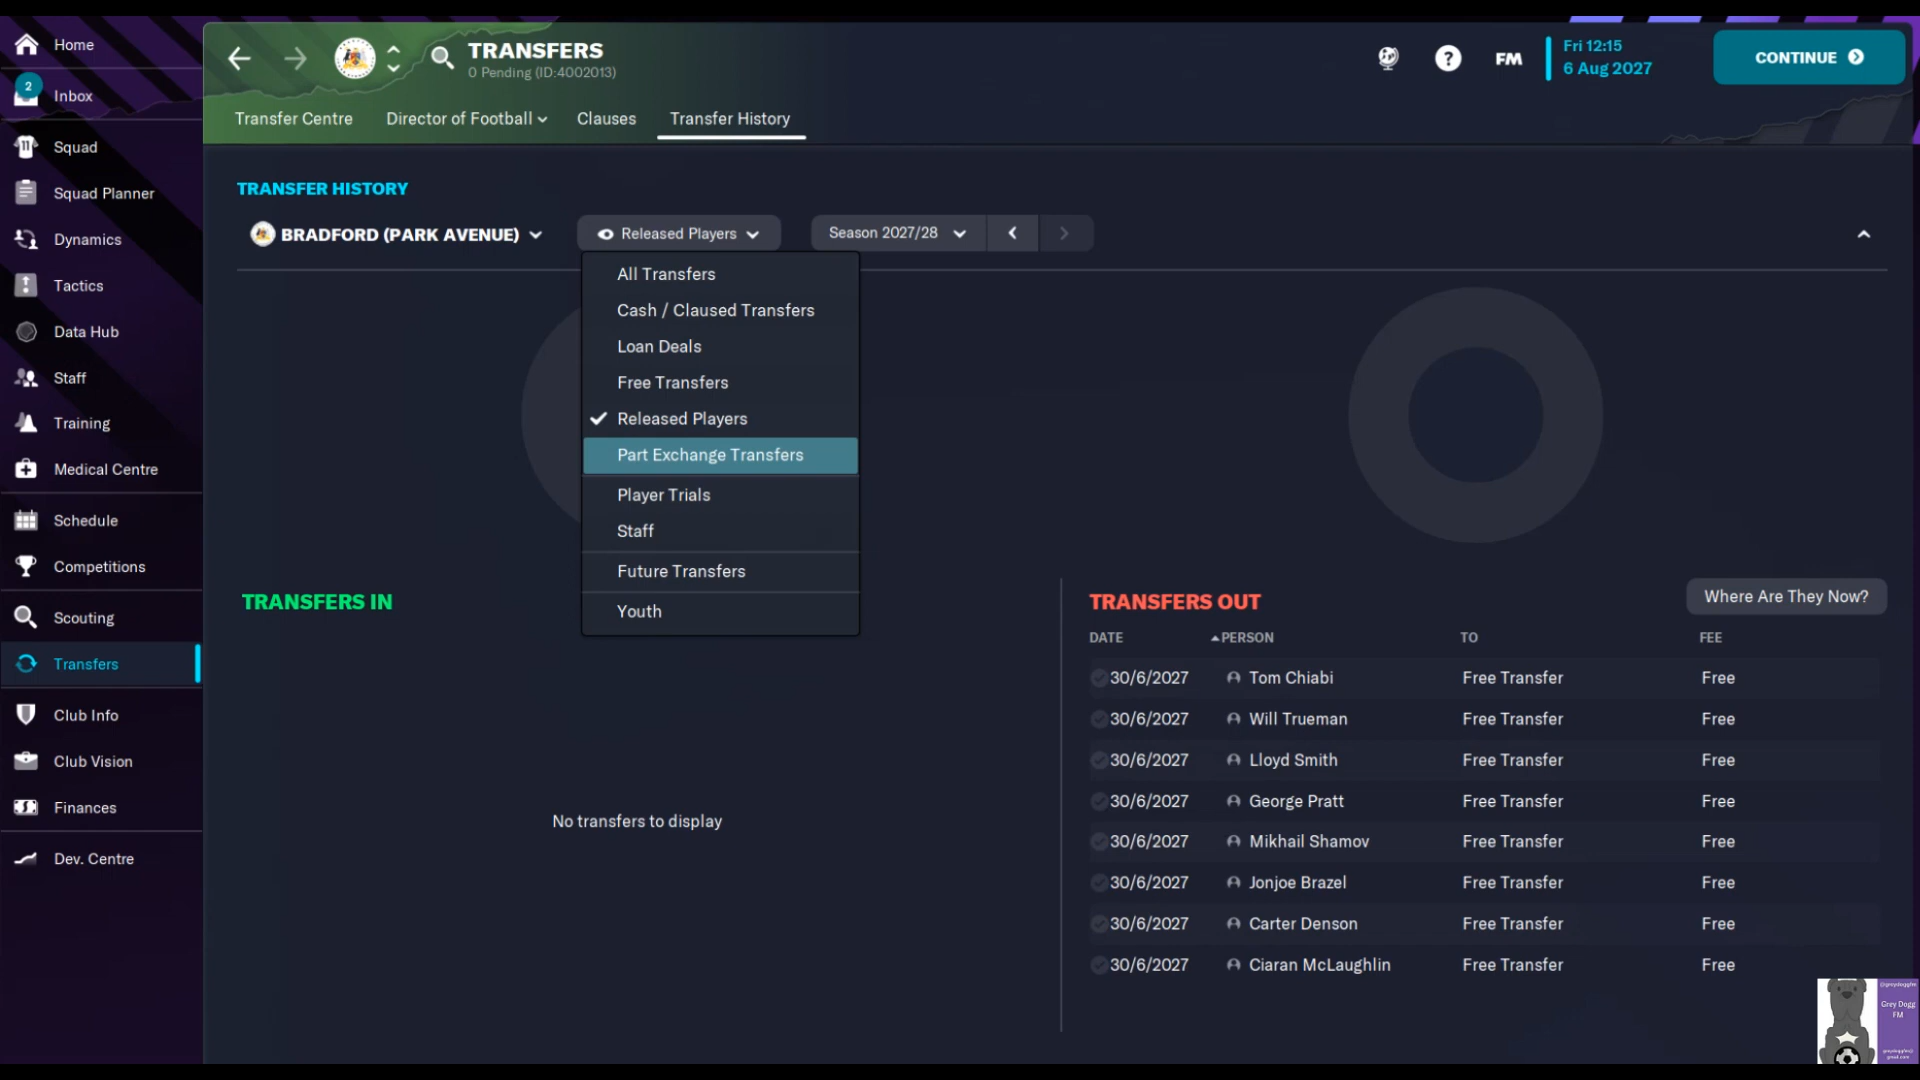 Home
2
Inbox
Squad
Squad Planner
Dynamics
Tactics
Data Hub
Staff
Training
Medical Centre
Schedule
Competitions
Scouting
Transfers
Club Info
Club Vision
Finances
Dev. Centre
TRANSFERS
0 Pending (ID:4002013)
?
FM
Fri 12:15
6 Aug 2027
CONTINUE
Transfer Centre
Director of Football
Clauses
Transfer History
TRANSFER HISTORY
BRADFORD (PARK AVENUE)
Released Players
Season 2027/28
All Transfers
Cash / Claused Transfers
Loan Deals
Free Transfers
Released Players
Part Exchange Transfers
Player Trials
Staff
Future Transfers
Youth
TRANSFERS IN
No transfers to display
TRANSFERS OUT
Where Are They Now?
DATE PERSON TO FEE
30/6/2027 Tom Chiabi Free Transfer Free
30/6/2027 Will Trueman Free Transfer Free
30/6/2027 Lloyd Smith Free Transfer Free
30/6/2027 George Pratt Free Transfer Free
30/6/2027 Mikhail Shamov Free Transfer Free
30/6/2027 Jonjoe Brazel Free Transfer Free
30/6/2027 Carter Denson Free Transfer Free
30/6/2027 Ciaran McLaughlin Free Transfer Free
Grey Dogg
FM